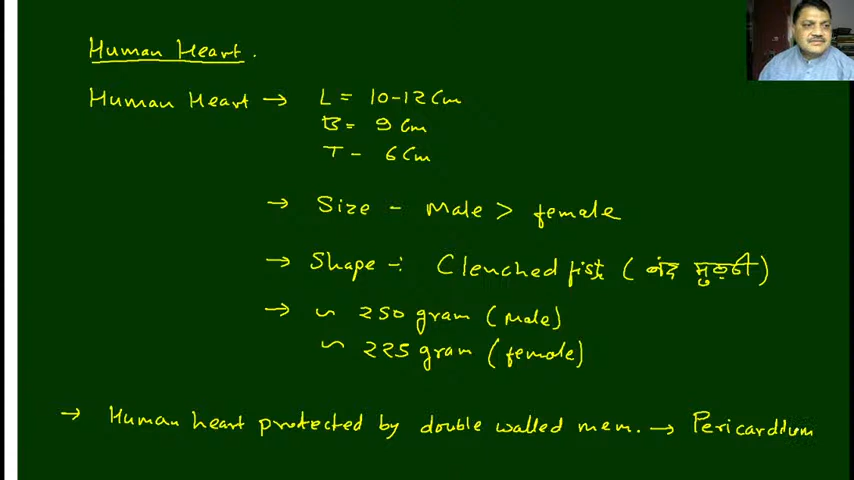 Human Heart.
Human Heart → L = 10-12 Cm
B = 9 Cm
T - 6 Cm
→ Size - Male > female
→ Shape -: Clenched fist (बंद मुट्ठी)
→ ~ 250 gram (Male)
~ 225 gram (female)
→ Human heart protected by double walled mem. → Pericardium